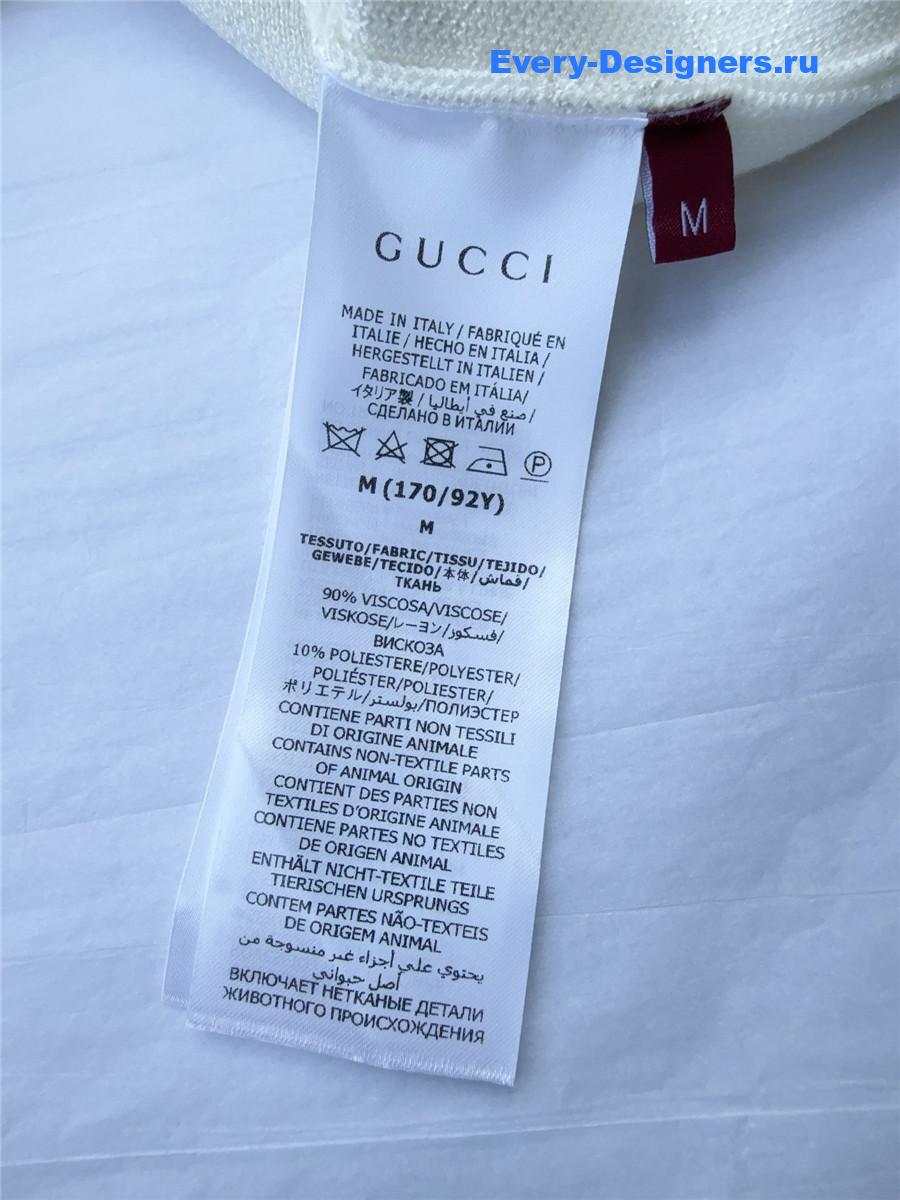 Every-Designers.ru
M
GUCCI
MADE IN ITALY / FABRIQUÉ EN
ITALIE / HECHO EN ITALIA /
HERGESTELLT IN ITALIEN /
FABRICADO EM ITÁLIA/
イタリア製 / صنع في أيطاليا /
СДЕЛАНО В ИТАЛИИ
P
M (170/92Y)
M
TESSUTO/FABRIC/TISSU/TEJIDO/
GEWEBE/TECIDO/本体/قماش/
ТКАНЬ
90% VISCOSA/VISCOSE/
VISKOSE/レーヨン/فسكوز/
ВИСКОЗА
10% POLIESTERE/POLYESTER/
POLIÉSTER/POLIESTER/
ポリエテル/بولستر/ПОЛИЭСТЕР
CONTIENE PARTI NON TESSILI
DI ORIGINE ANIMALE
CONTAINS NON-TEXTILE PARTS
OF ANIMAL ORIGIN
CONTIENT DES PARTIES NON
TEXTILES D'ORIGINE ANIMALE
CONTIENE PARTES NO TEXTILES
DE ORIGEN ANIMAL
ENTHÄLT NICHT-TEXTILE TEILE
TIERISCHEN URSPRUNGS
CONTEM PARTES NÃO-TEXTEIS
DE ORIGEM ANIMAL
يحتوي على أجزاء غير منسوجة من
أصل حيواني
ВКЛЮЧАЕТ НЕТКАНЫЕ ДЕТАЛИ
ЖИВОТНОГО ПРОИСХОЖДЕНИЯ